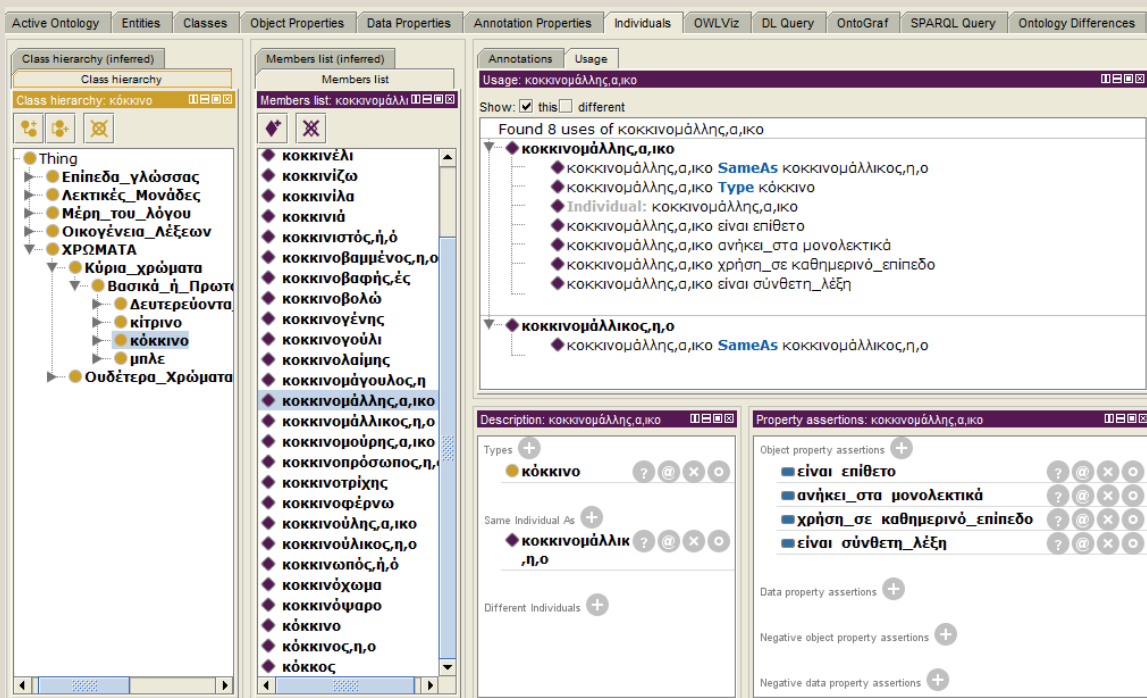 Active Ontology Entities Classes Object Properties Data Properties Annotation Properties Individuals OWLViz DL Query OntoGraf SPARQL Query Ontology Differences
Class hierarchy (inferred)
Class hierarchy
Class hierarchy: κόκκινο
Thing
Επίπεδα_γλώσσας
Λεκτικές_Μονάδες
Μέρη_του_λόγου
Οικογένεια_Λέξεων
ΧΡΩΜΑΤΑ
Κύρια_χρώματα
Βασικά_ή_Πρωτο
Δευτερεύοντα_
κίτρινο
κόκκινο
μπλε
Ουδέτερα_Χρώματα
Members list (inferred)
Members list
Members list: κοκκινομάλλι
κοκκινέλι
κοκκινίζω
κοκκινίλα
κοκκινιά
κοκκινιστός,ή,ό
κοκκινοβαμμένος,η,ο
κοκκινοβαφής,ές
κοκκινοβολώ
κοκκινογένης
κοκκινογούλι
κοκκινολαίμης
κοκκινομάγουλος,η
κοκκινομάλλης,α,ικο
κοκκινομάλλικος,η,ο
κοκκινομούρης,α,ικο
κοκκινοπρόσωπος,η,ο
κοκκινοτρίχης
κοκκινοφέρνω
κοκκινούλης,α,ικο
κοκκινούλικος,η,ο
κοκκινωπός,ή,ό
κοκκινόχωμα
κοκκινόψαρο
κόκκινο
κόκκινος,η,ο
κόκκος
Annotations Usage
Usage: κοκκινομάλλης,α,ικο
Show: this different
Found 8 uses of κοκκινομάλλης,α,ικο
κοκκινομάλλης,α,ικο
κοκκινομάλλης,α,ικο SameAs κοκκινομάλλικος,η,ο
κοκκινομάλλης,α,ικο Type κόκκινο
Individual: κοκκινομάλλης,α,ικο
κοκκινομάλλης,α,ικο είναι επίθετο
κοκκινομάλλης,α,ικο ανήκει_στα μονολεκτικά
κοκκινομάλλης,α,ικο χρήση_σε καθημερινό_επίπεδο
κοκκινομάλλης,α,ικο είναι σύνθετη_λέξη
κοκκινομάλλικος,η,ο
κοκκινομάλλης,α,ικο SameAs κοκκινομάλλικος,η,ο
Description: κοκκινομάλλης,α,ικο
Types
κόκκινο
Same Individual As
κοκκινομάλλικ
,η,ο
Different Individuals
Property assertions: κοκκινομάλλης,α,ικο
Object property assertions
είναι επίθετο
ανήκει_στα μονολεκτικά
χρήση_σε καθημερινό_επίπεδο
είναι σύνθετη_λέξη
Data property assertions
Negative object property assertions
Negative data property assertions